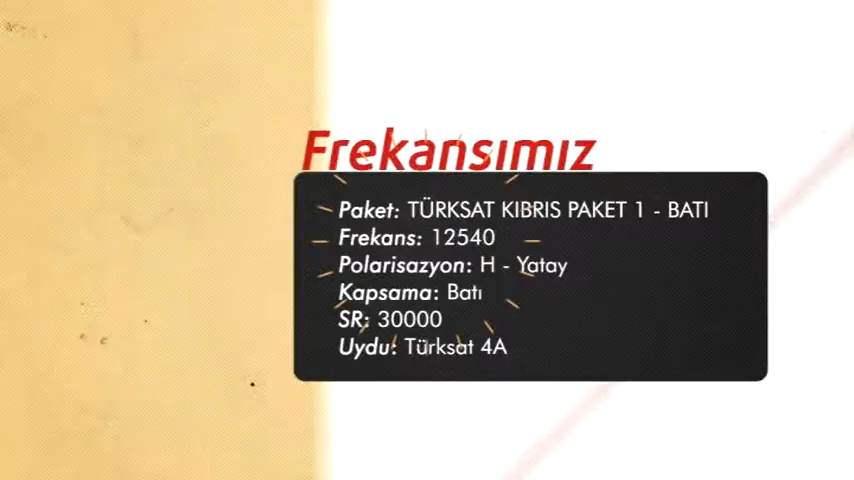 Frekansımız
Paket: TÜRKSAT KIBRIS PAKET 1 - BATI
Frekans: 12540
Polarisazyon: H - Yatay
Kapsama: Batı
SR: 30000
Uydu: Türksat 4A